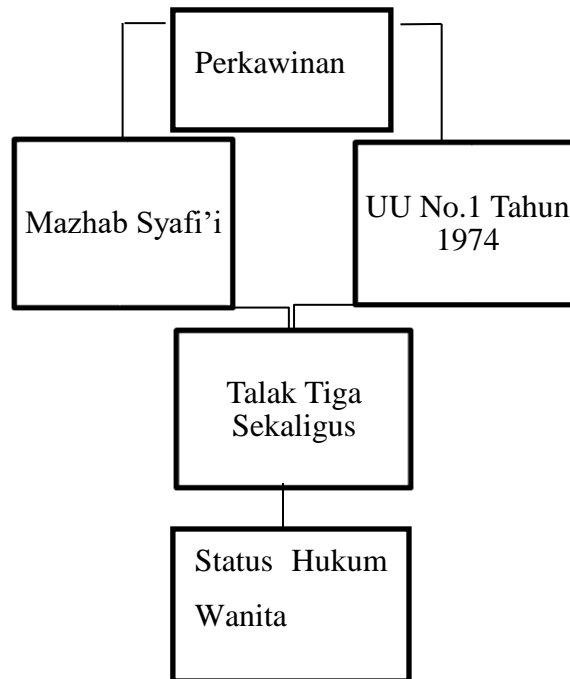 Perkawinan
Mazhab Syafi’i
UU No.1 Tahun
1974
Talak Tiga
Sekaligus
Status Hukum
Wanita